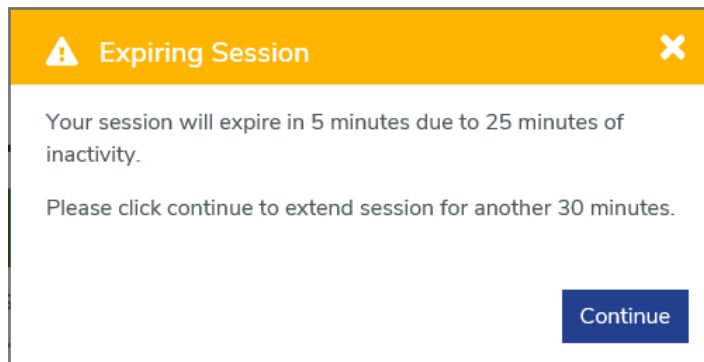 Expiring Session
Your session will expire in 5 minutes due to 25 minutes of
inactivity.
Please click continue to extend session for another 30 minutes.
Continue